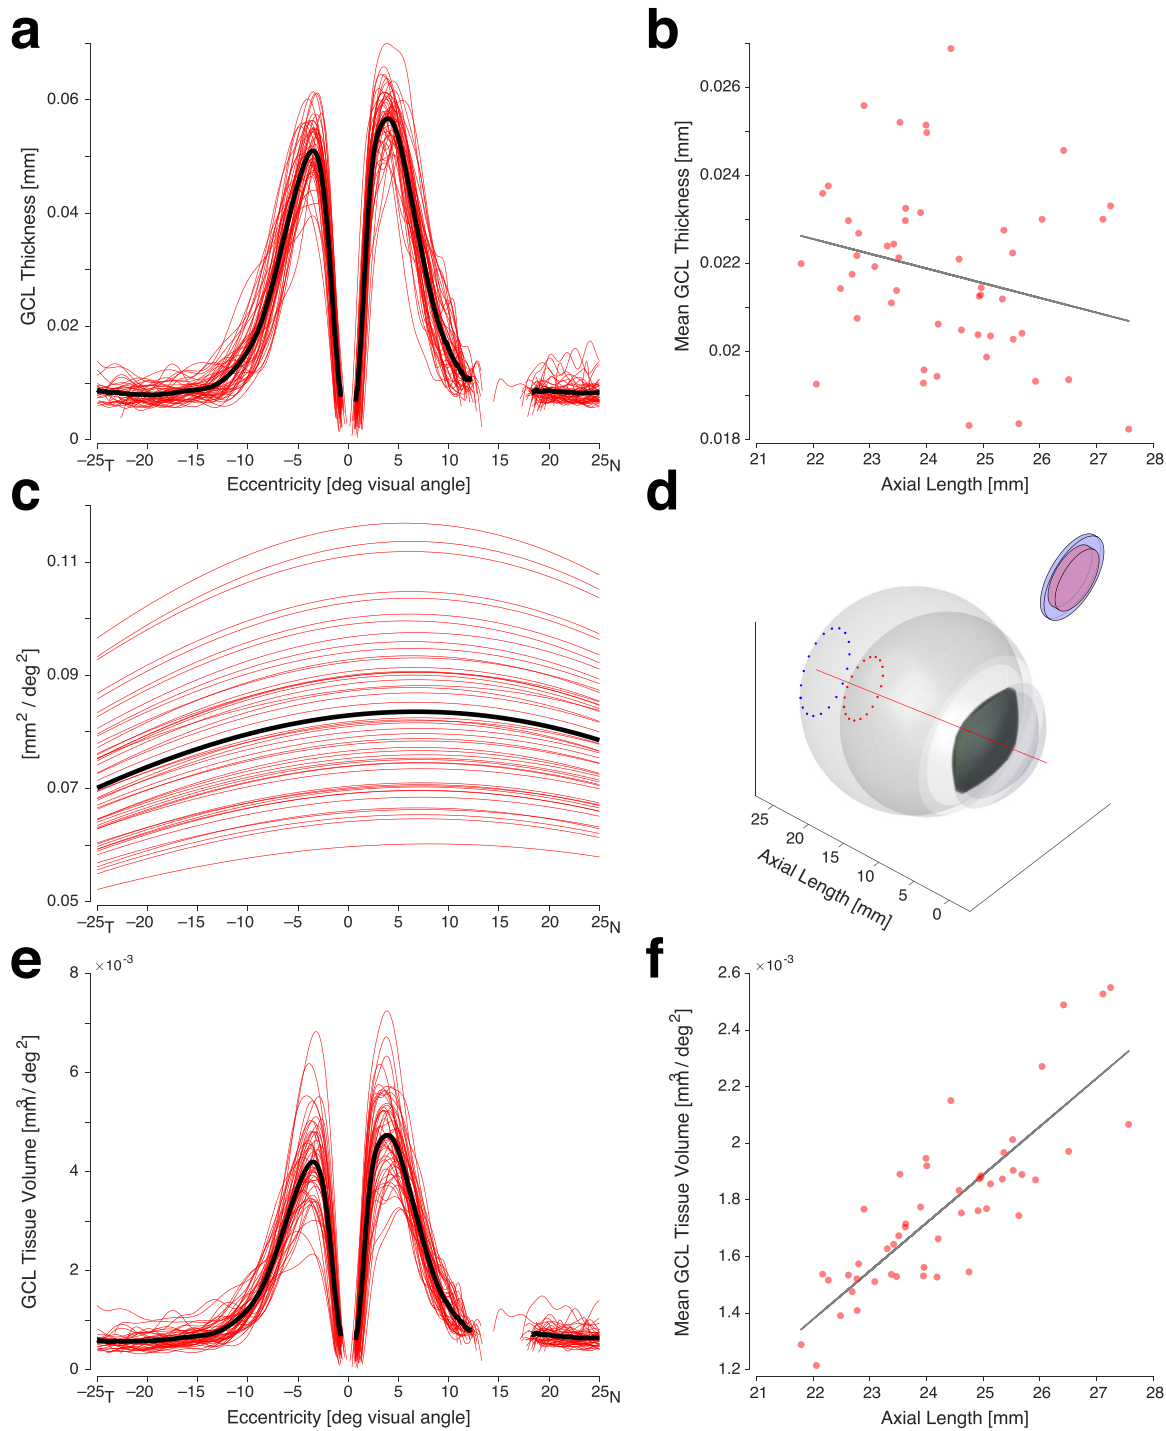 a
0.06
0.04
0.02
0
GCL Thickness [mm]
−25T −20 −15 −10 −5 0 5 10 15 20 25N
Eccentricity [deg visual angle]
b
0.026
0.024
0.022
0.02
0.018
Mean GCL Thickness [mm]
21 22 23 24 25 26 27 28
Axial Length [mm]
c
0.11
0.09
0.07
0.05
[mm2 / deg2]
−25T −20 −15 −10 −5 0 5 10 15 20 25N
d
25 20 15 10 5 0
Axial Length [mm]
e
×10-3
8
6
4
2
0
GCL Tissue Volume [mm3 / deg2]
−25T −20 −15 −10 −5 0 5 10 15 20 25N
Eccentricity [deg visual angle]
f
×10-3
2.6
2.4
2.2
2
1.8
1.6
1.4
1.2
Mean GCL Tissue Volume [mm3 / deg2]
21 22 23 24 25 26 27 28
Axial Length [mm]